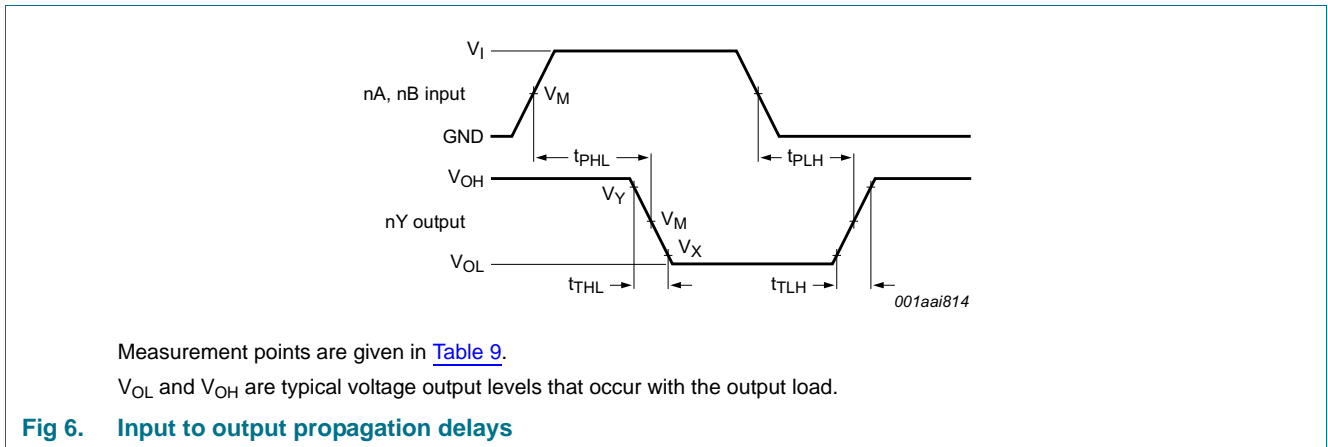 V_I
nA, nB input
V_M
GND
t_PHL
t_PLH
V_OH
V_Y
nY output
V_M
V_X
V_OL
t_THL
t_TLH
001aai814
Measurement points are given in Table 9.
V_OL and V_OH are typical voltage output levels that occur with the output load.
Fig 6. Input to output propagation delays